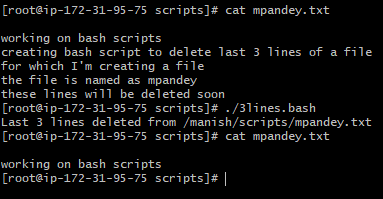 [root@ip-172-31-95-75 scripts]# cat mpandey.txt
working on bash scripts
creating bash script to delete last 3 lines of a file
for which I'm creating a file
the file is named as mpandey
these lines will be deleted soon
[root@ip-172-31-95-75 scripts]# ./3lines.bash
Last 3 lines deleted from /manish/scripts/mpandey.txt
[root@ip-172-31-95-75 scripts]# cat mpandey.txt
working on bash scripts
[root@ip-172-31-95-75 scripts]#